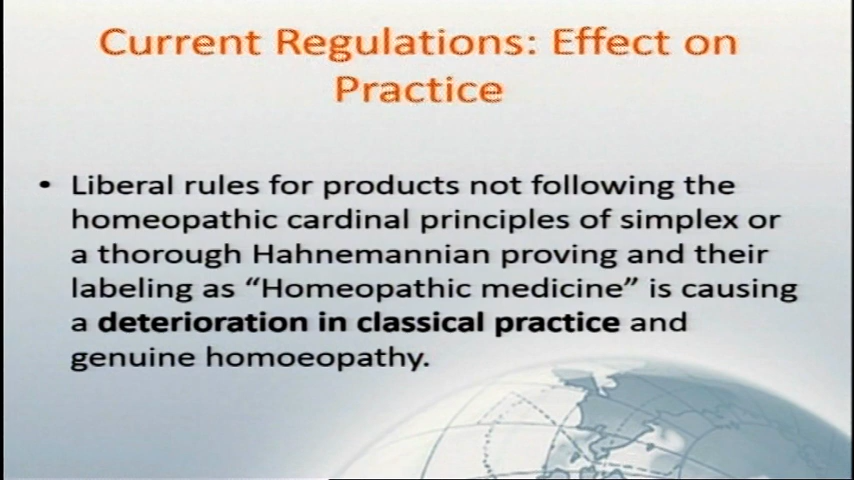 Current Regulations: Effect on
Practice
• Liberal rules for products not following the
homeopathic cardinal principles of simplex or
a thorough Hahnemannian proving and their
labeling as “Homeopathic medicine” is causing
a deterioration in classical practice and
genuine homoeopathy.